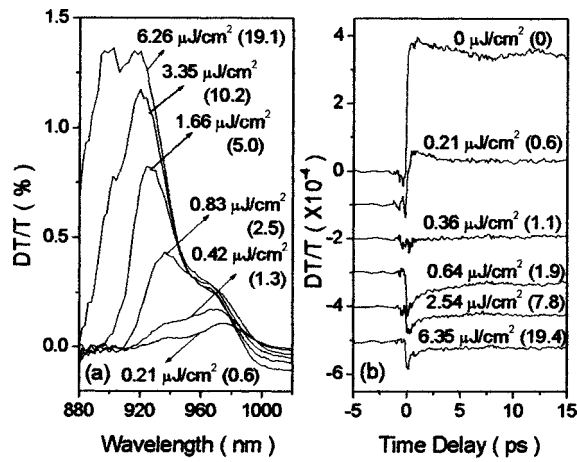 6.26 μJ/cm² (19.1)
3.35 μJ/cm²
(10.2)
1.66 μJ/cm²
(5.0)
0.83 μJ/cm²
(2.5)
0.42 μJ/cm²
(1.3)
0.21 μJ/cm² (0.6)
(a)
DT/T ( % )
1.5
1.0
0.5
0.0
880
920
960
1000
Wavelength ( nm )
0 μJ/cm² (0)
0.21 μJ/cm² (0.6)
0.36 μJ/cm² (1.1)
0.64 μJ/cm² (1.9)
2.54 μJ/cm² (7.8)
6.35 μJ/cm² (19.4)
(b)
DT/T ( X10⁻⁴)
4
2
0
-2
-4
-6
-5
0
5
10
15
Time Delay ( ps )